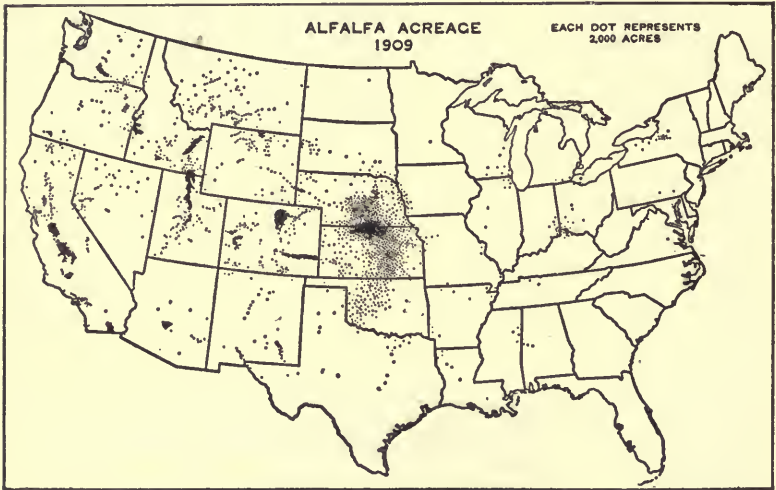 ALFALFA ACREAGE
1909
EACH DOT REPRESENTS
2,000 ACRES